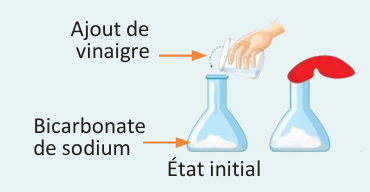 Ajout de
vinaigre
Bicarbonate
de sodium
État initial